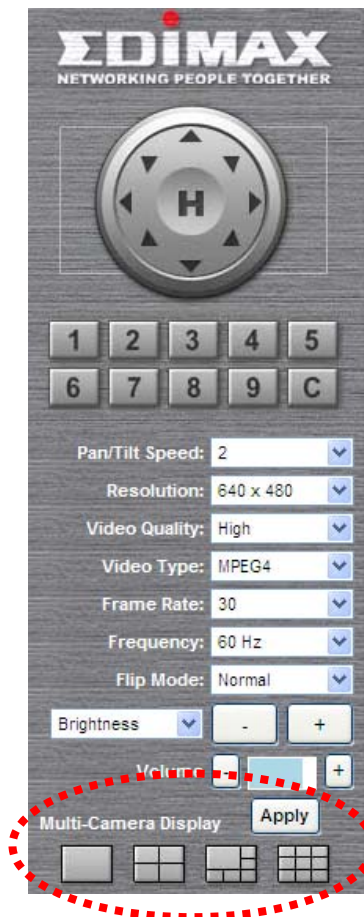 EDIMAX
NETWORKING PEOPLE TOGETHER
H
1 2 3 4 5
6 7 8 9 C
Pan/Tilt Speed: 2
Resolution: 640 x 480
Video Quality: High
Video Type: MPEG4
Frame Rate: 30
Frequency: 60 Hz
Flip Mode: Normal
Brightness - +
Volume - +
Multi-Camera Display Apply